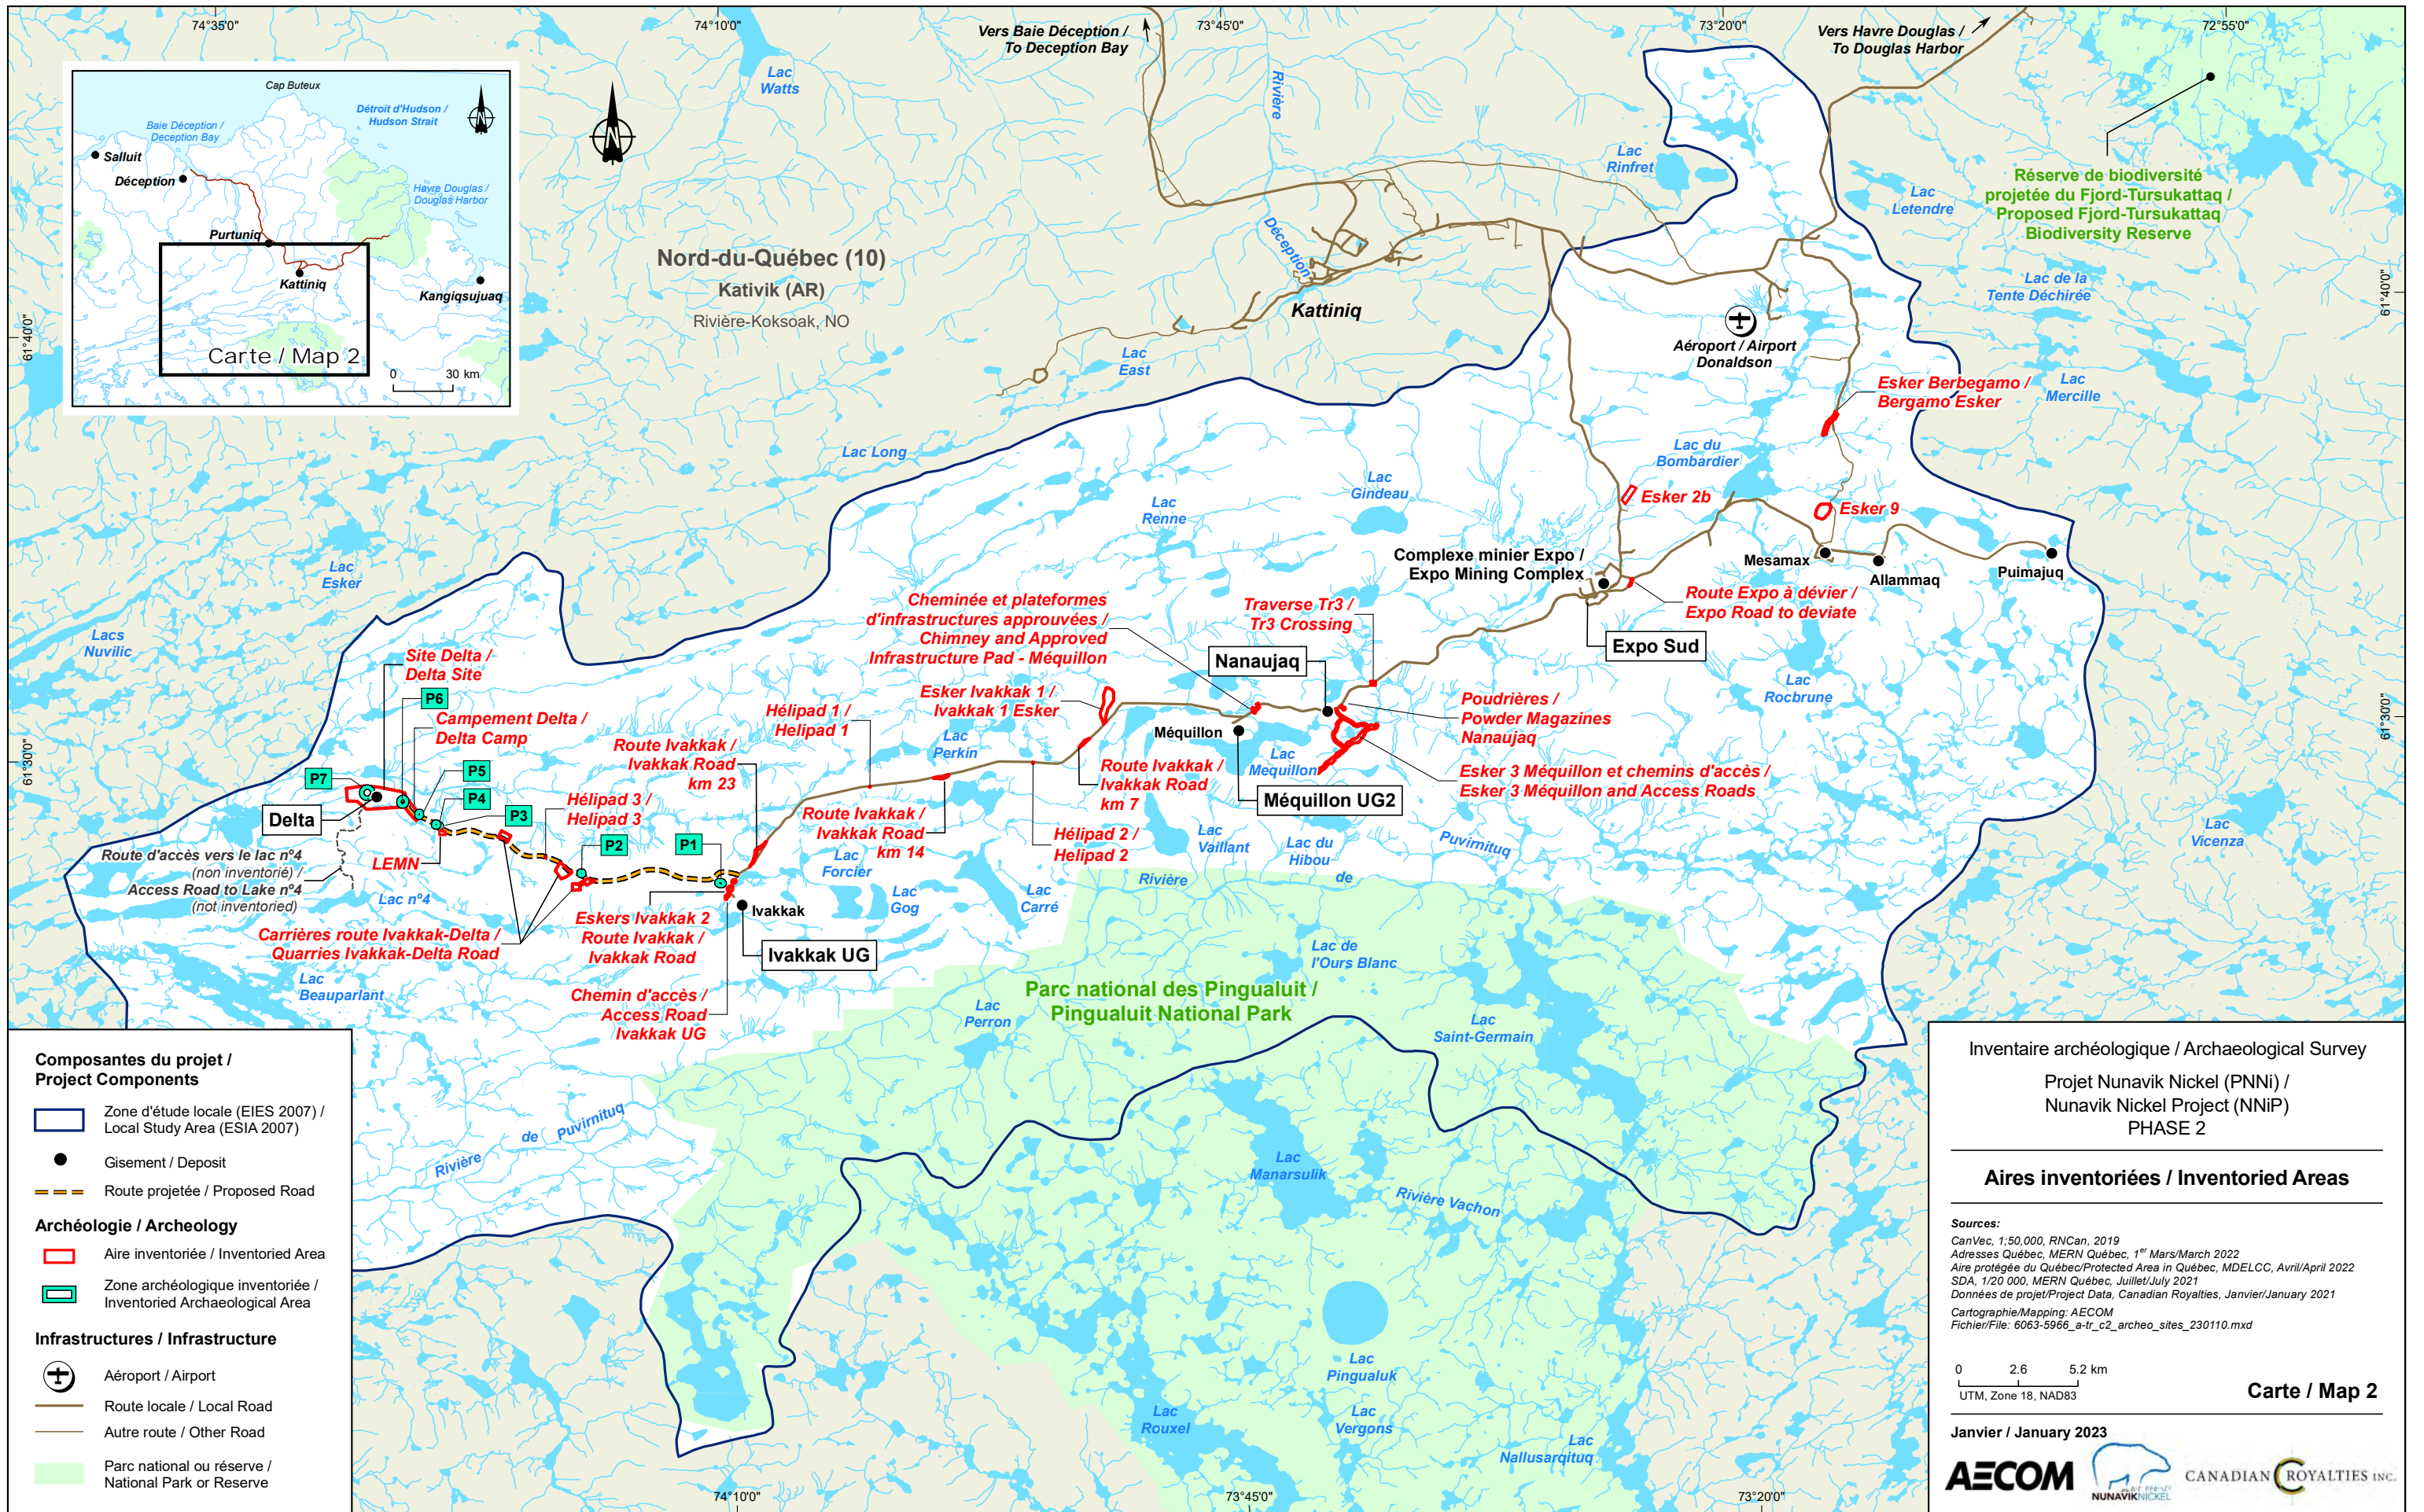 74°35'0"
74°10'0"
73°45'0"
73°20'0"
72°55'0"
Vers Baie Déception /
To Deception Bay
Vers Havre Douglas /
To Douglas Harbor
Cap Buteux
Détroit d'Hudson /
Hudson Strait
Baie Déception /
Deception Bay
Salluit
Déception
Havre Douglas /
Douglas Harbor
Purtuniq
Kattiniq
Kangiqsujuaq
Carte / Map 2
0 30 km
N
Lac
Watts
Rivière
Déception
Lac
Rinfret
Lac
Letendre
Réserve de biodiversité
projetée du Fjord-Tursukattaq /
Proposed Fjord-Tursukattaq
Biodiversity Reserve
Nord-du-Québec (10)
Kativik (AR)
Rivière-Koksoak, NO
Kattiniq
Lac de la
Tente Déchirée
61°40'0"
61°40'0"
Aéroport / Airport
Donaldson
Lac
East
Esker Berbegamo /
Bergamo Esker
Lac
Mercille
Lac Long
Lac du
Bombardier
Lac
Gindeau
Lac
Renne
Esker 2b
Esker 9
Lac
Esker
Complexe minier Expo /
Expo Mining Complex
Mesamax
Allammaq
Puimajuq
Cheminée et plateformes
d'infrastructures approuvées /
Chimney and Approved
Infrastructure Pad - Méquillon
Traverse Tr3 /
Tr3 Crossing
Route Expo à dévier /
Expo Road to deviate
Expo Sud
Lacs
Nuvilic
Site Delta /
Delta Site
P6
Campement Delta /
Delta Camp
Nanaujaq
Lac
Rocbrune
Esker Ivakkak 1 /
Ivakkak 1 Esker
Hélipad 1 /
Helipad 1
Poudrières /
Powder Magazines
Nanaujaq
61°30'0"
61°30'0"
Méquillon
Lac
Perkin
Route Ivakkak /
Ivakkak Road
km 23
Lac
Mequillon
P7
P5
P4
P3
Route Ivakkak /
Ivakkak Road
km 7
Esker 3 Méquillon et chemins d'accès /
Esker 3 Méquillon and Access Roads
Méquillon UG2
Delta
Hélipad 3 /
Helipad 3
Route Ivakkak /
Ivakkak Road
km 14
Hélipad 2 /
Helipad 2
P2
P1
Lac
Vaillant
Lac du
Hibou
Puvirnituq
Lac
Vicenza
Route d'accès vers le lac nº4
(non inventorié) /
Access Road to Lake nº4
(not inventoried)
LEMN
Lac
Forcier
Rivière
de
Lac nº4
Lac
Gog
Lac
Carré
Ivakkak
Eskers Ivakkak 2
Route Ivakkak /
Ivakkak Road
Carrières route Ivakkak-Delta /
Quarries Ivakkak-Delta Road
Ivakkak UG
Lac de
l'Ours Blanc
Lac
Beauparlant
Chemin d'accès /
Access Road
Ivakkak UG
Parc national des Pingualuit /
Pingualuit National Park
Lac
Perron
Lac
Saint-Germain
Rivière
de
Puvirnituq
Lac
Manarsulik
Rivière Vachon
Lac
Pingualuk
Lac
Rouxel
Lac
Vergons
Lac
Nallusarqituq
74°10'0"
73°45'0"
73°20'0"
Composantes du projet /
Project Components
Zone d'étude locale (EIES 2007) /
Local Study Area (ESIA 2007)
Gisement / Deposit
Route projetée / Proposed Road
Archéologie / Archeology
Aire inventoriée / Inventoried Area
Zone archéologique inventoriée /
Inventoried Archaeological Area
Infrastructures / Infrastructure
Aéroport / Airport
Route locale / Local Road
Autre route / Other Road
Parc national ou réserve /
National Park or Reserve
Inventaire archéologique / Archaeological Survey
Projet Nunavik Nickel (PNNi) /
Nunavik Nickel Project (NNiP)
PHASE 2
Aires inventoriées / Inventoried Areas
Sources:
CanVec, 1;50,000, RNCan, 2019
Adresses Québec, MERN Québec, 1er Mars/March 2022
Aire protégée du Québec/Protected Area in Québec, MDELCC, Avril/April 2022
SDA, 1/20 000, MERN Québec, Juillet/July 2021
Données de projet/Project Data, Canadian Royalties, Janvier/January 2021
Cartographie/Mapping: AECOM
Fichier/File: 6063-5966_a-tr_c2_archeo_sites_230110.mxd
0 2.6 5.2 km
UTM, Zone 18, NAD83
Carte / Map 2
Janvier / January 2023
AECOM
NUNAVIKNICKEL
CANADIAN ROYALTIES INC.